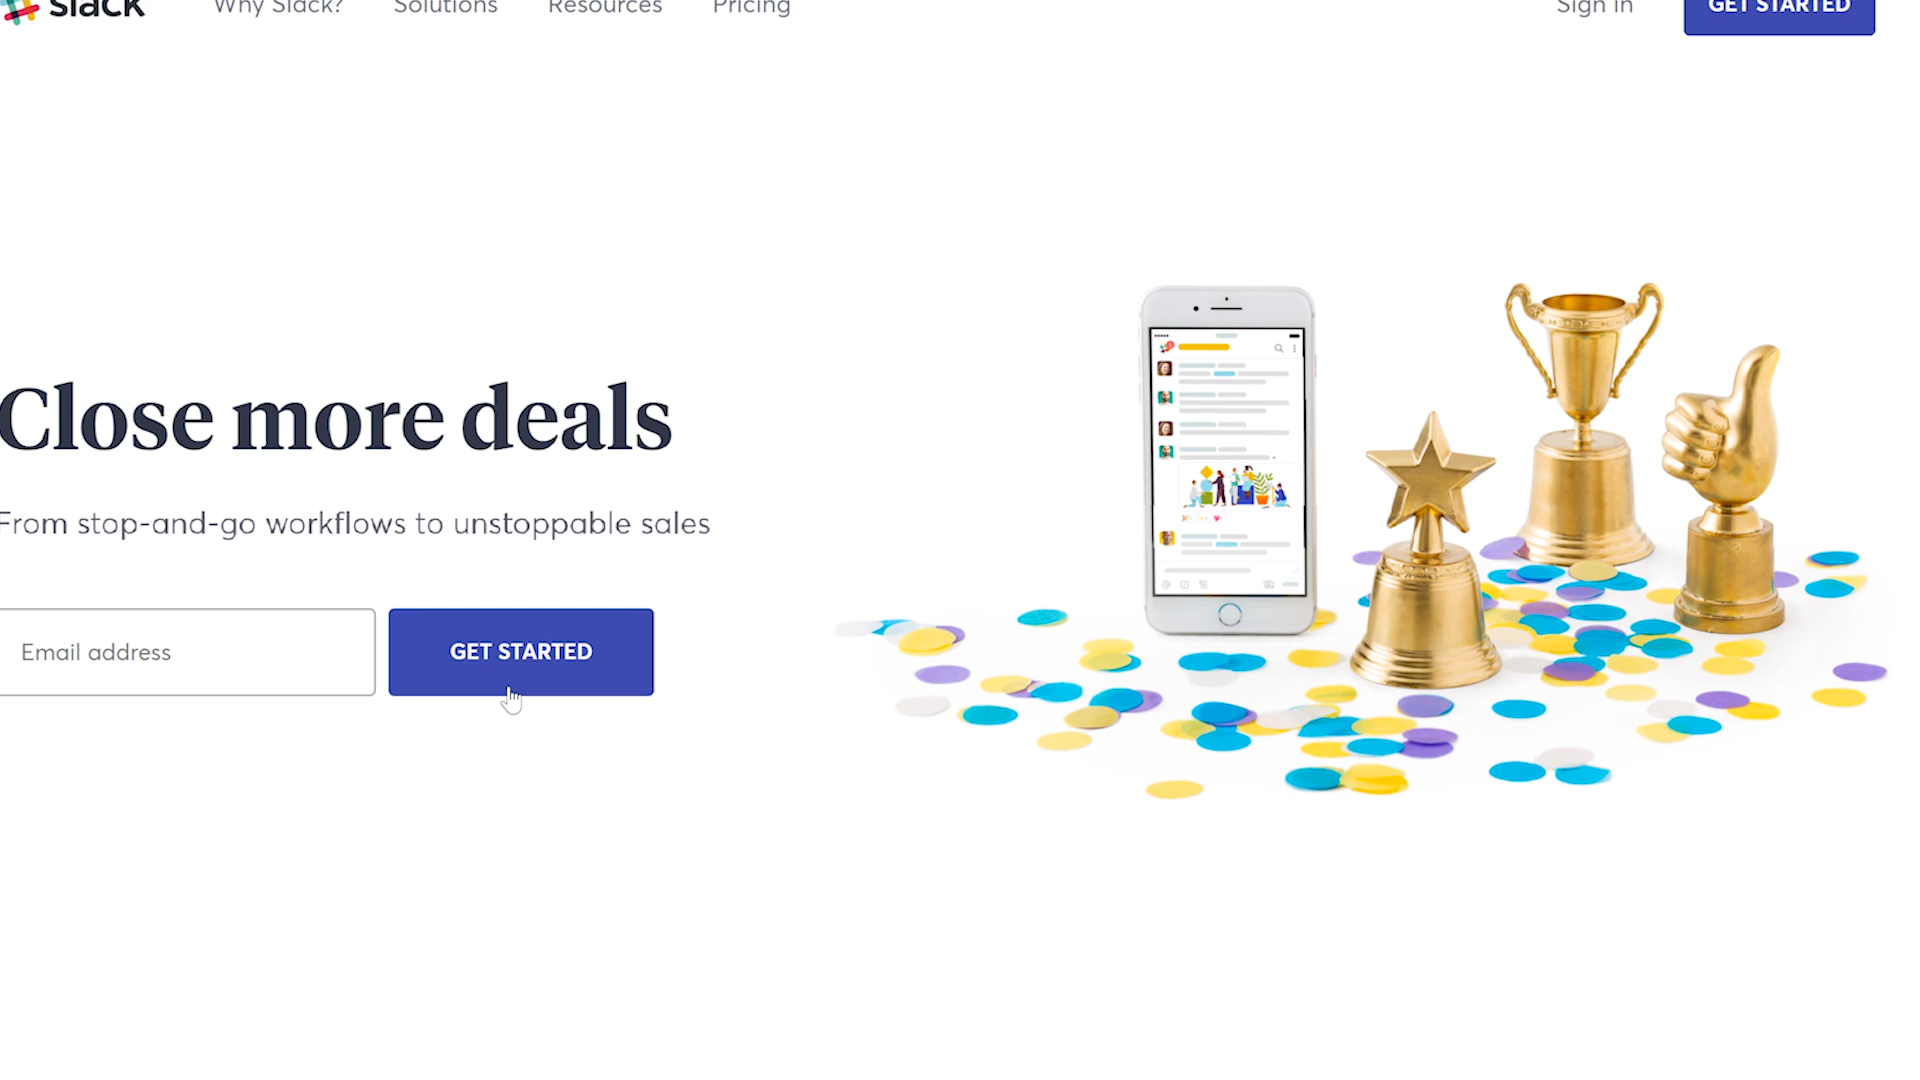 slack
Why Slack?
Solutions
Resources
Pricing
Sign in
GET STARTED
Close more deals
From stop-and-go workflows to unstoppable sales
Email address
GET STARTED